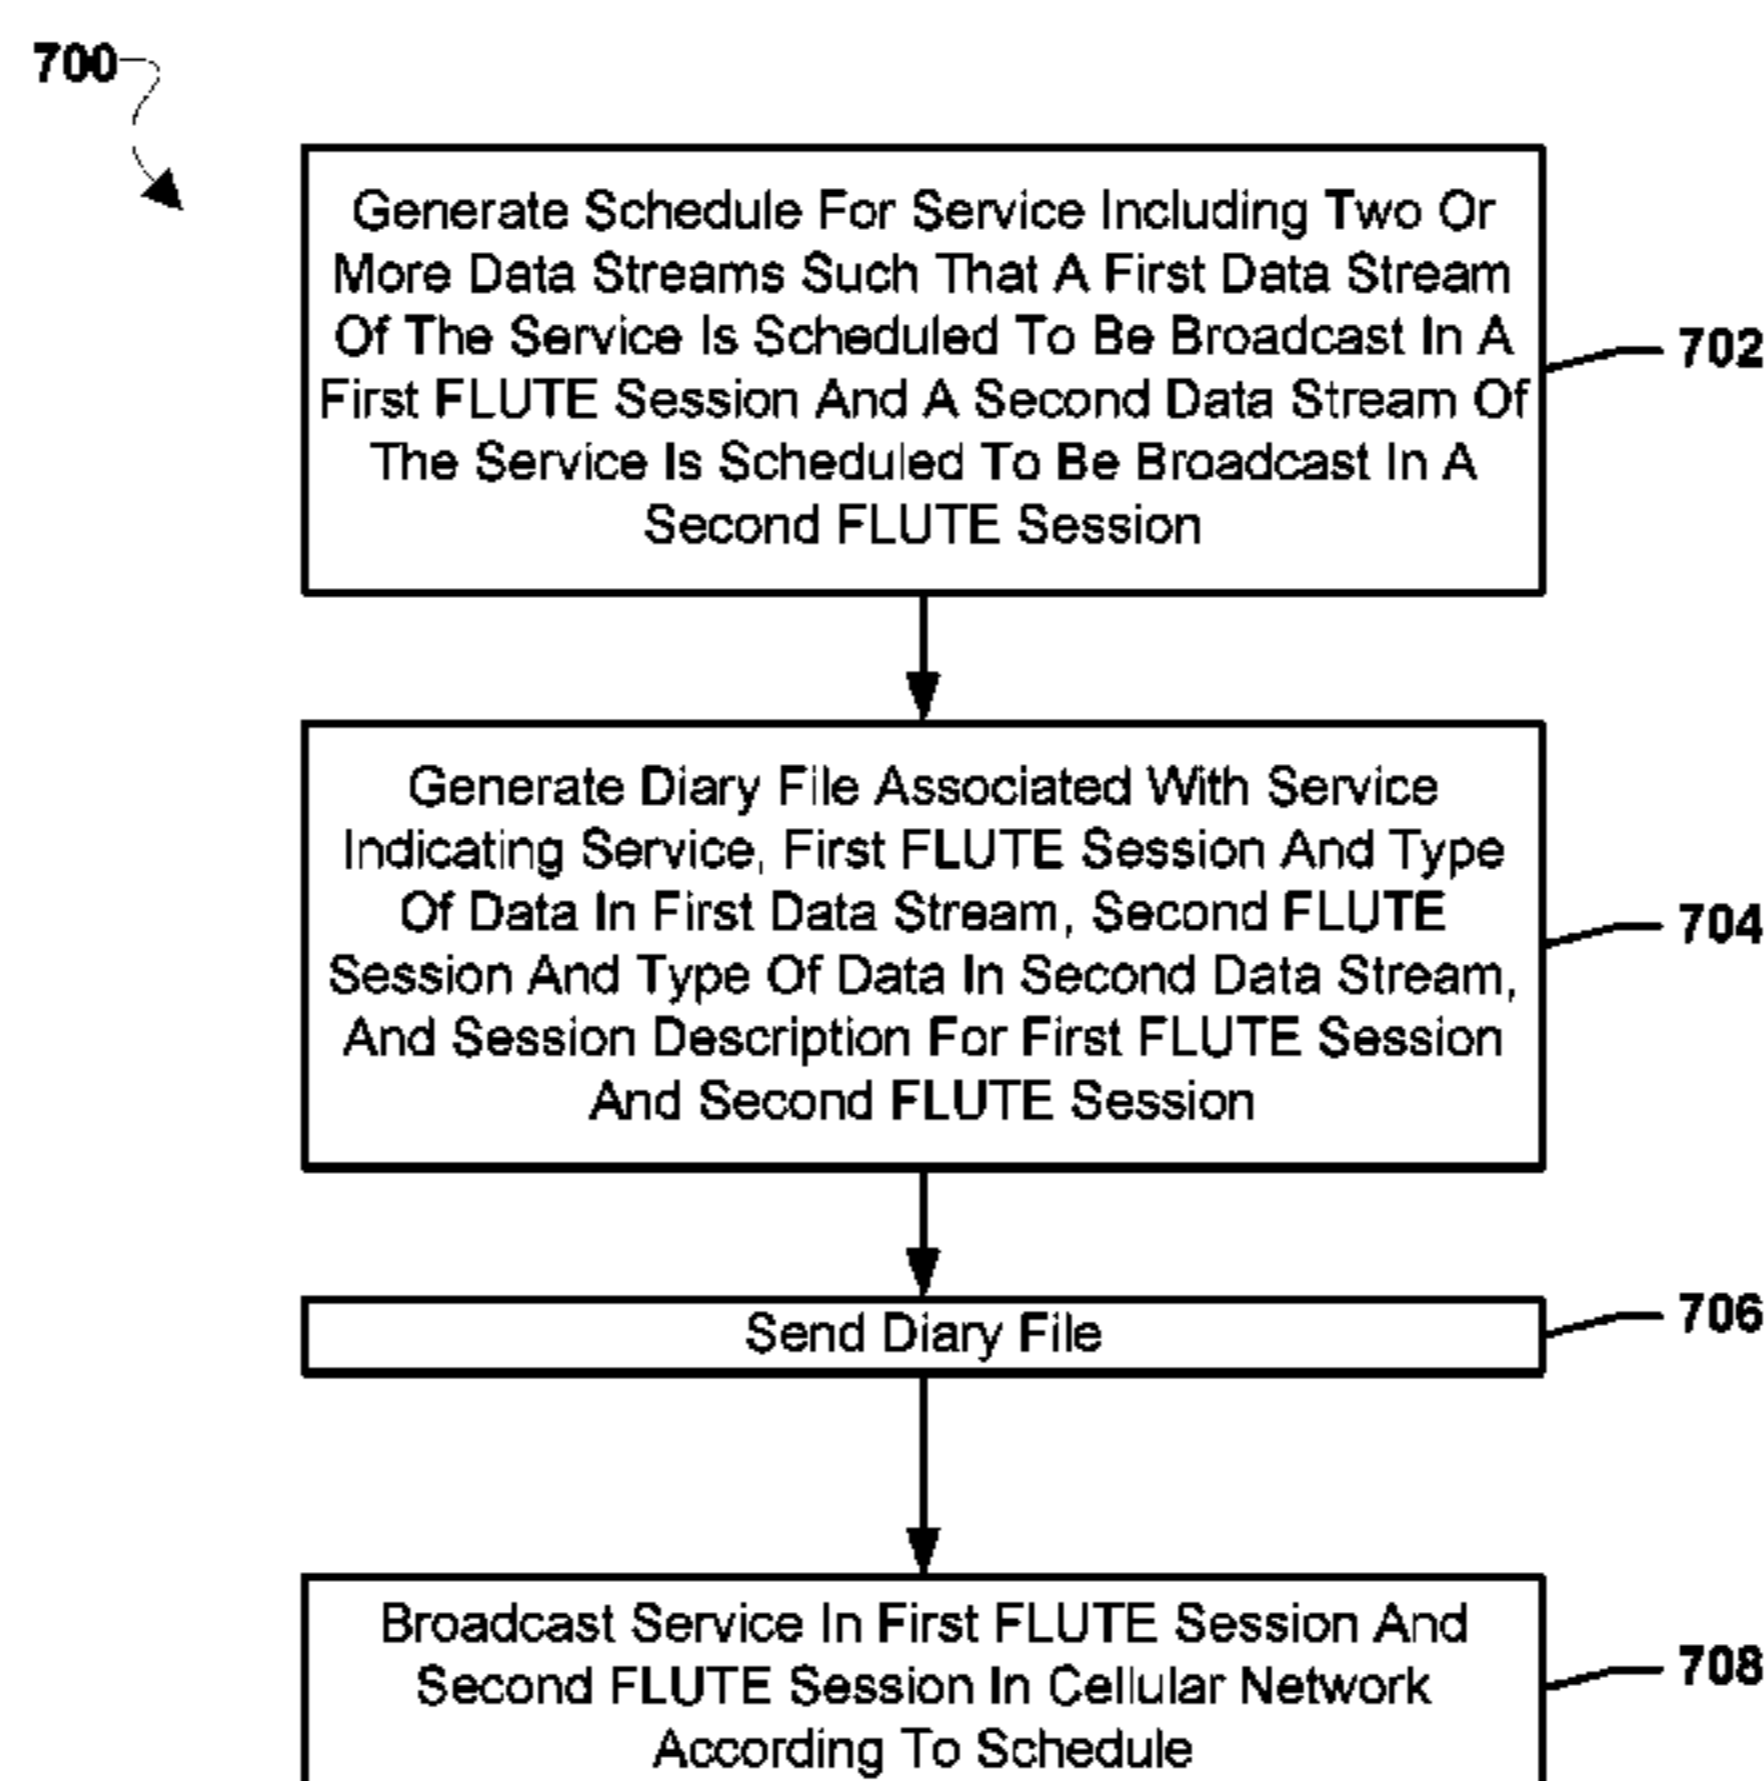 700
Generate Schedule For Service Including Two Or
More Data Streams Such That A First Data Stream
Of The Service Is Scheduled To Be Broadcast In A
First FLUTE Session And A Second Data Stream Of
The Service Is Scheduled To Be Broadcast In A
Second FLUTE Session
702
Generate Diary File Associated With Service
Indicating Service, First FLUTE Session And Type
Of Data In First Data Stream, Second FLUTE
Session And Type Of Data In Second Data Stream,
And Session Description For First FLUTE Session
And Second FLUTE Session
704
Send Diary File
706
Broadcast Service In First FLUTE Session And
Second FLUTE Session In Cellular Network
According To Schedule
708